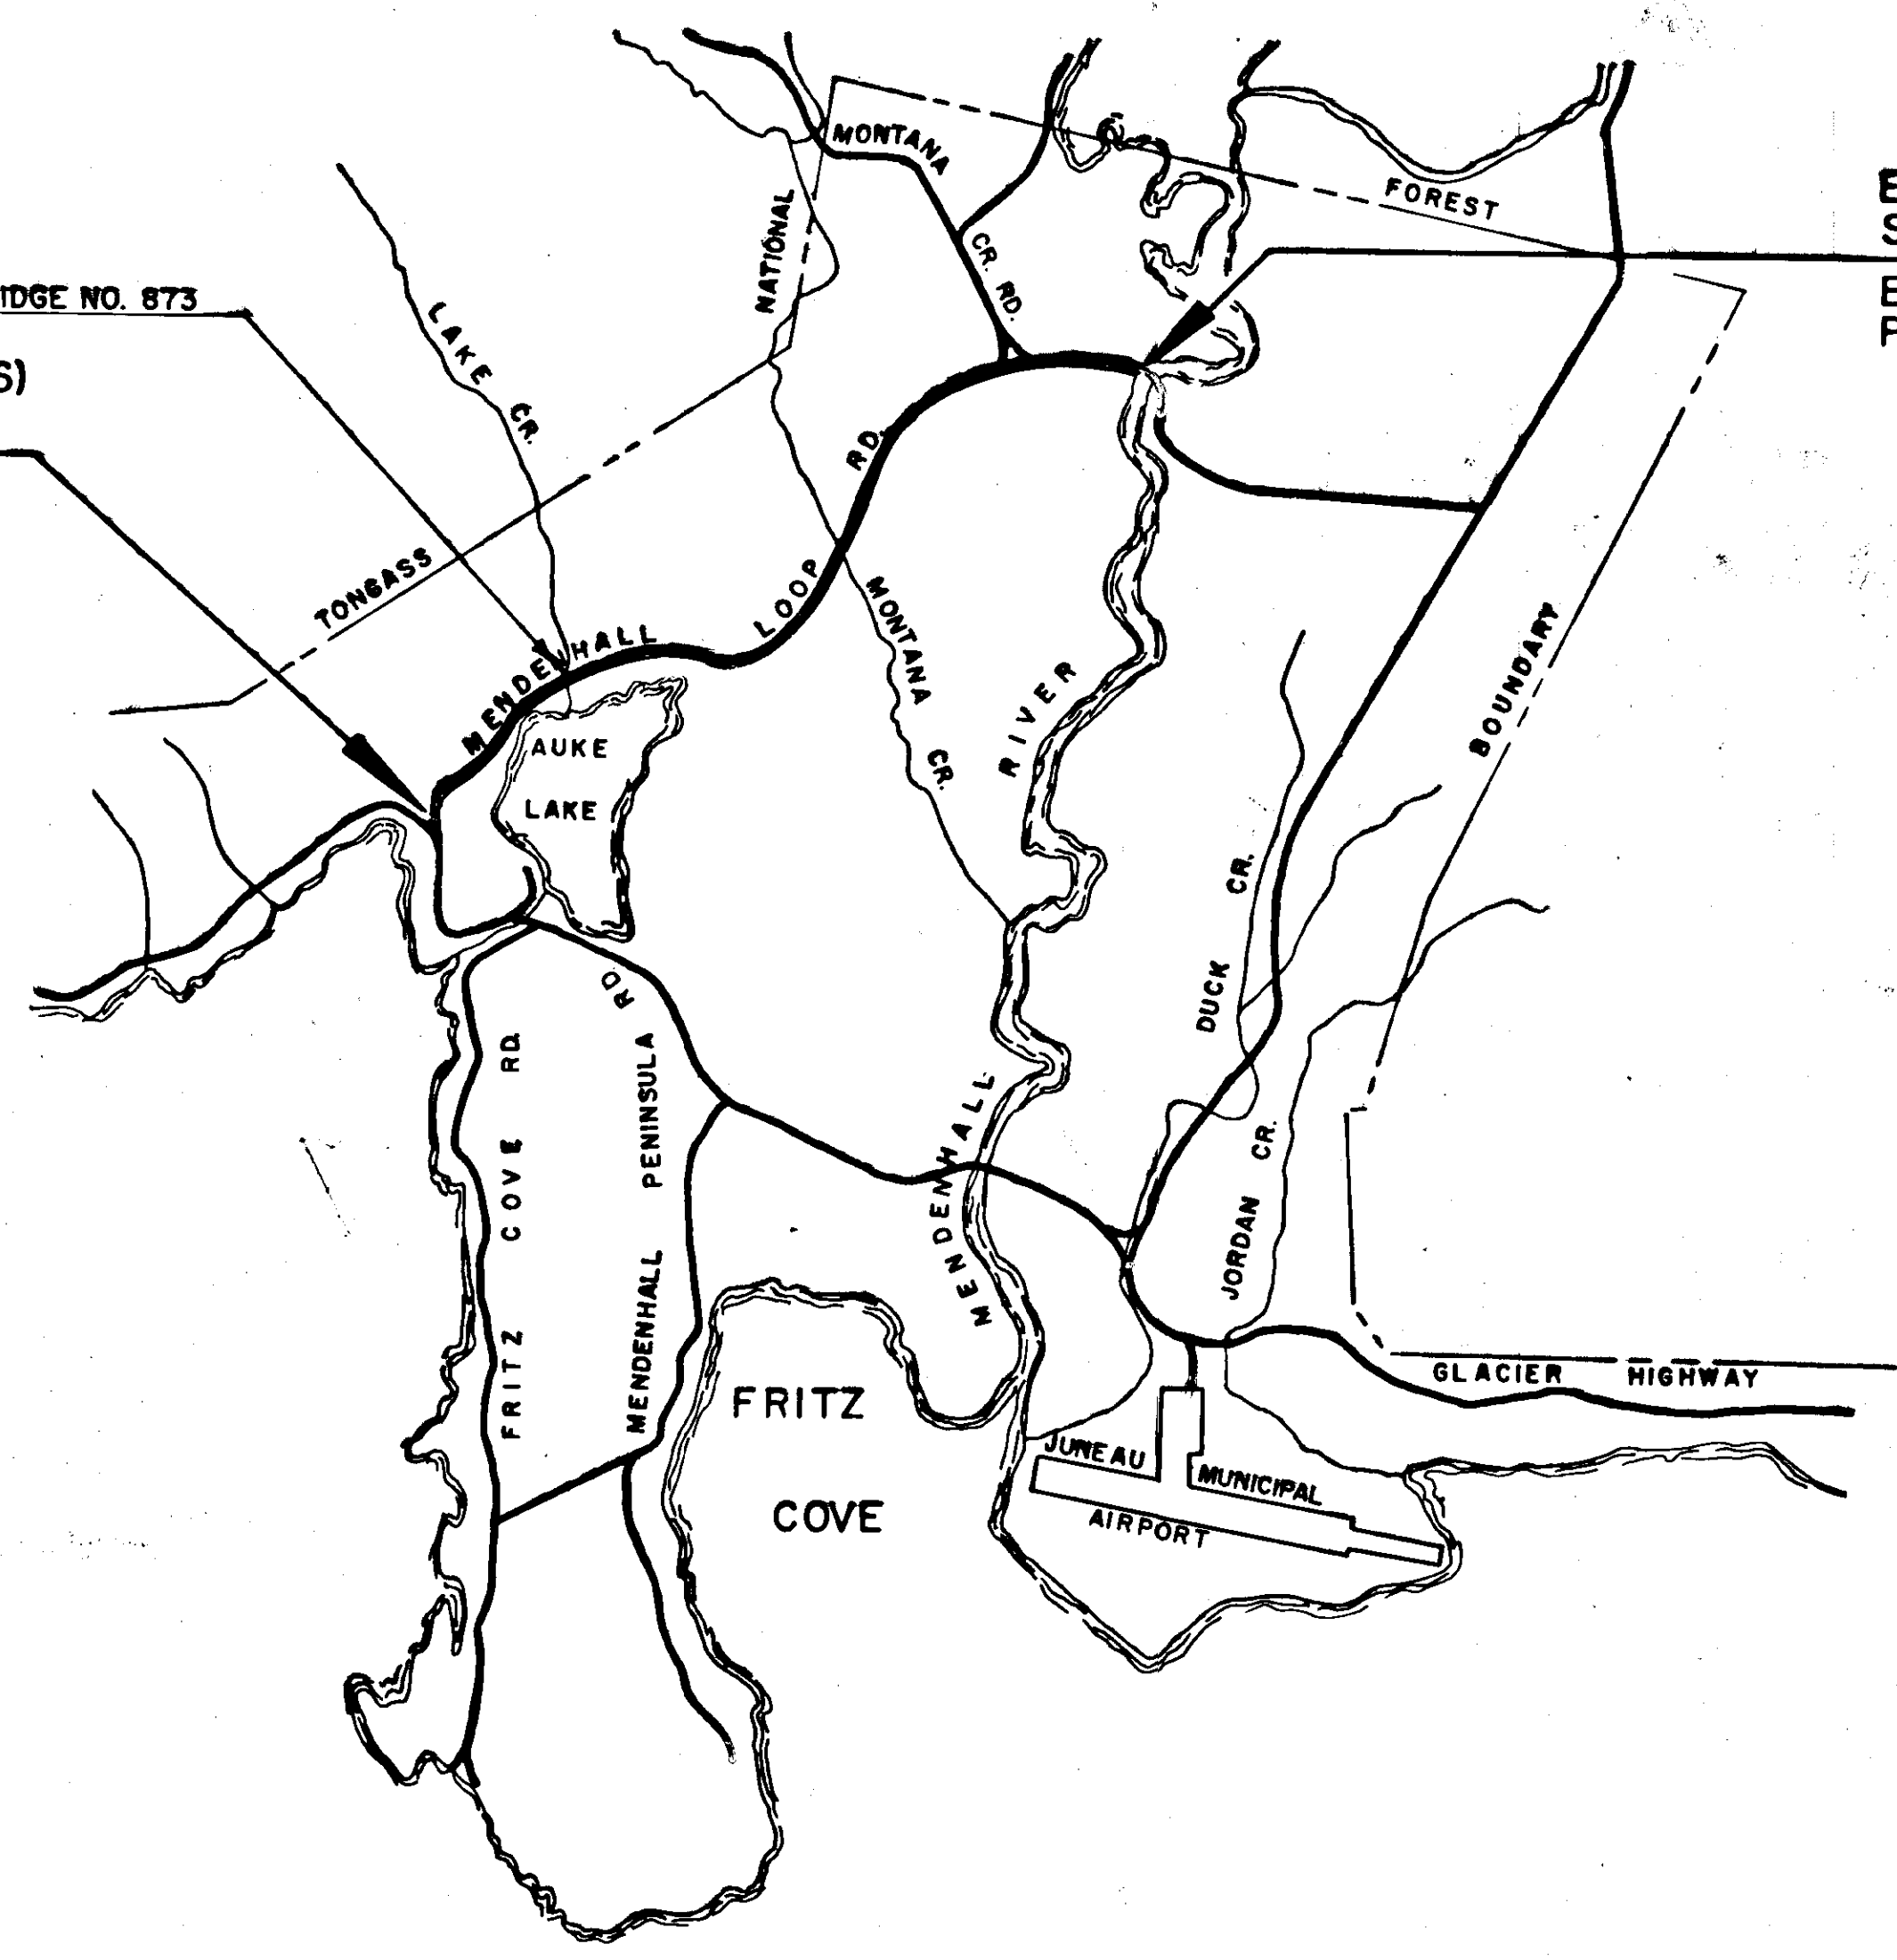 MONTANA
CR. RD.
NATIONAL
FOREST
IDGE NO. 873
S)
LAKE CR.
TONGASS
MENDENHALL LOOP RD.
MONTANA CR.
RIVER
BOUNDARY
AUKE
LAKE
DUCK CR.
RD
FRITZ COVE RD.
MENDENHALL PENINSULA
MENDENHALL
JORDAN CR.
GLACIER HIGHWAY
FRITZ
COVE
JUNEAU
MUNICIPAL
AIRPORT
E
S
E
P